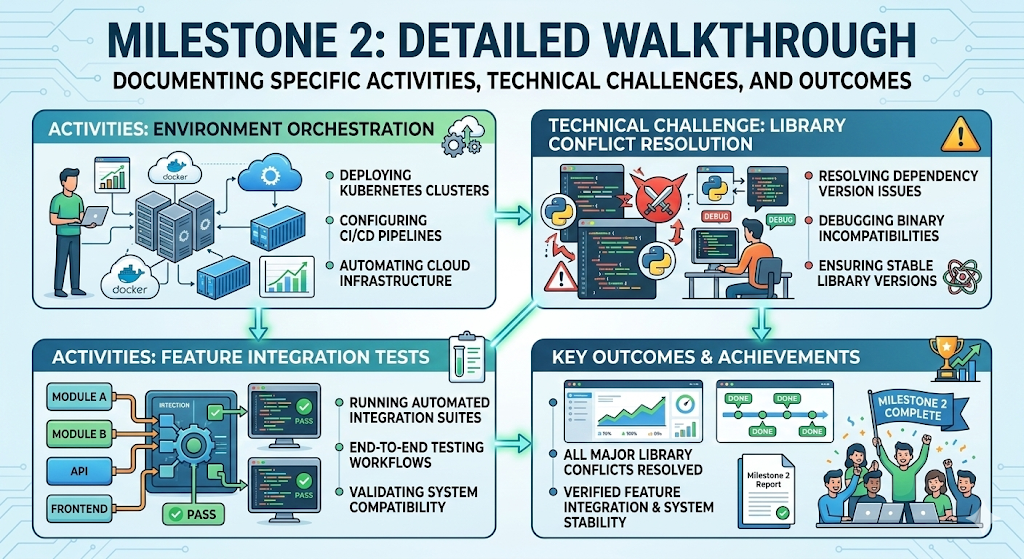 MILESTONE 2: DETAILED WALKTHROUGH
DOCUMENTING SPECIFIC ACTIVITIES, TECHNICAL CHALLENGES, AND OUTCOMES
ACTIVITIES: ENVIRONMENT ORCHESTRATION
docker
docker
DEPLOYING
KUBERNETES CLUSTERS
CONFIGURING
CI/CD PIPELINES
AUTOMATING CLOUD
INFRASTRUCTURE
TECHNICAL CHALLENGE: LIBRARY
CONFLICT RESOLUTION
DEBUG
DEBUG
RESOLVING DEPENDENCY
VERSION ISSUES
DEBUGGING BINARY
INCOMPATIBILITIES
ENSURING STABLE
LIBRARY VERSIONS
ACTIVITIES: FEATURE INTEGRATION TESTS
MODULE A
MODULE B
API
FRONTEND
INTECTION
PASS
PASS
PASS
RUNNING AUTOMATED
INTEGRATION SUITES
END-TO-END TESTING
WORKFLOWS
VALIDATING SYSTEM
COMPATIBILITY
KEY OUTCOMES & ACHIEVEMENTS
DONE
DONE
DONE
DONE
ALL MAJOR LIBRARY
CONFLICTS RESOLVED
VERIFIED FEATURE
INTEGRATION & SYSTEM
STABILITY
Milestone 2
Report
MILESTONE 2
COMPLETE